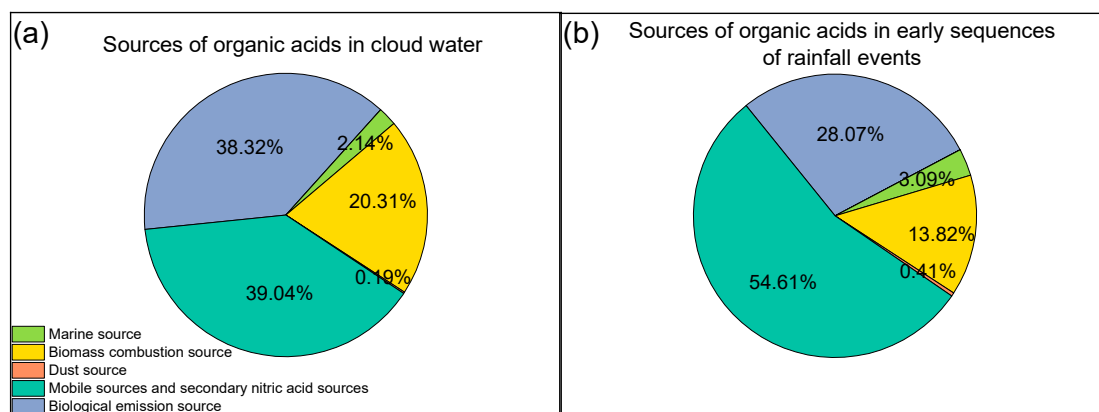 (a)
Sources of organic acids in cloud water
38.32%
2.14%
20.31%
0.19%
39.04%
Marine source
Biomass combustion source
Dust source
Mobile sources and secondary nitric acid sources
Biological emission source
(b)
Sources of organic acids in early sequences
of rainfall events
28.07%
3.09%
13.82%
0.41%
54.61%